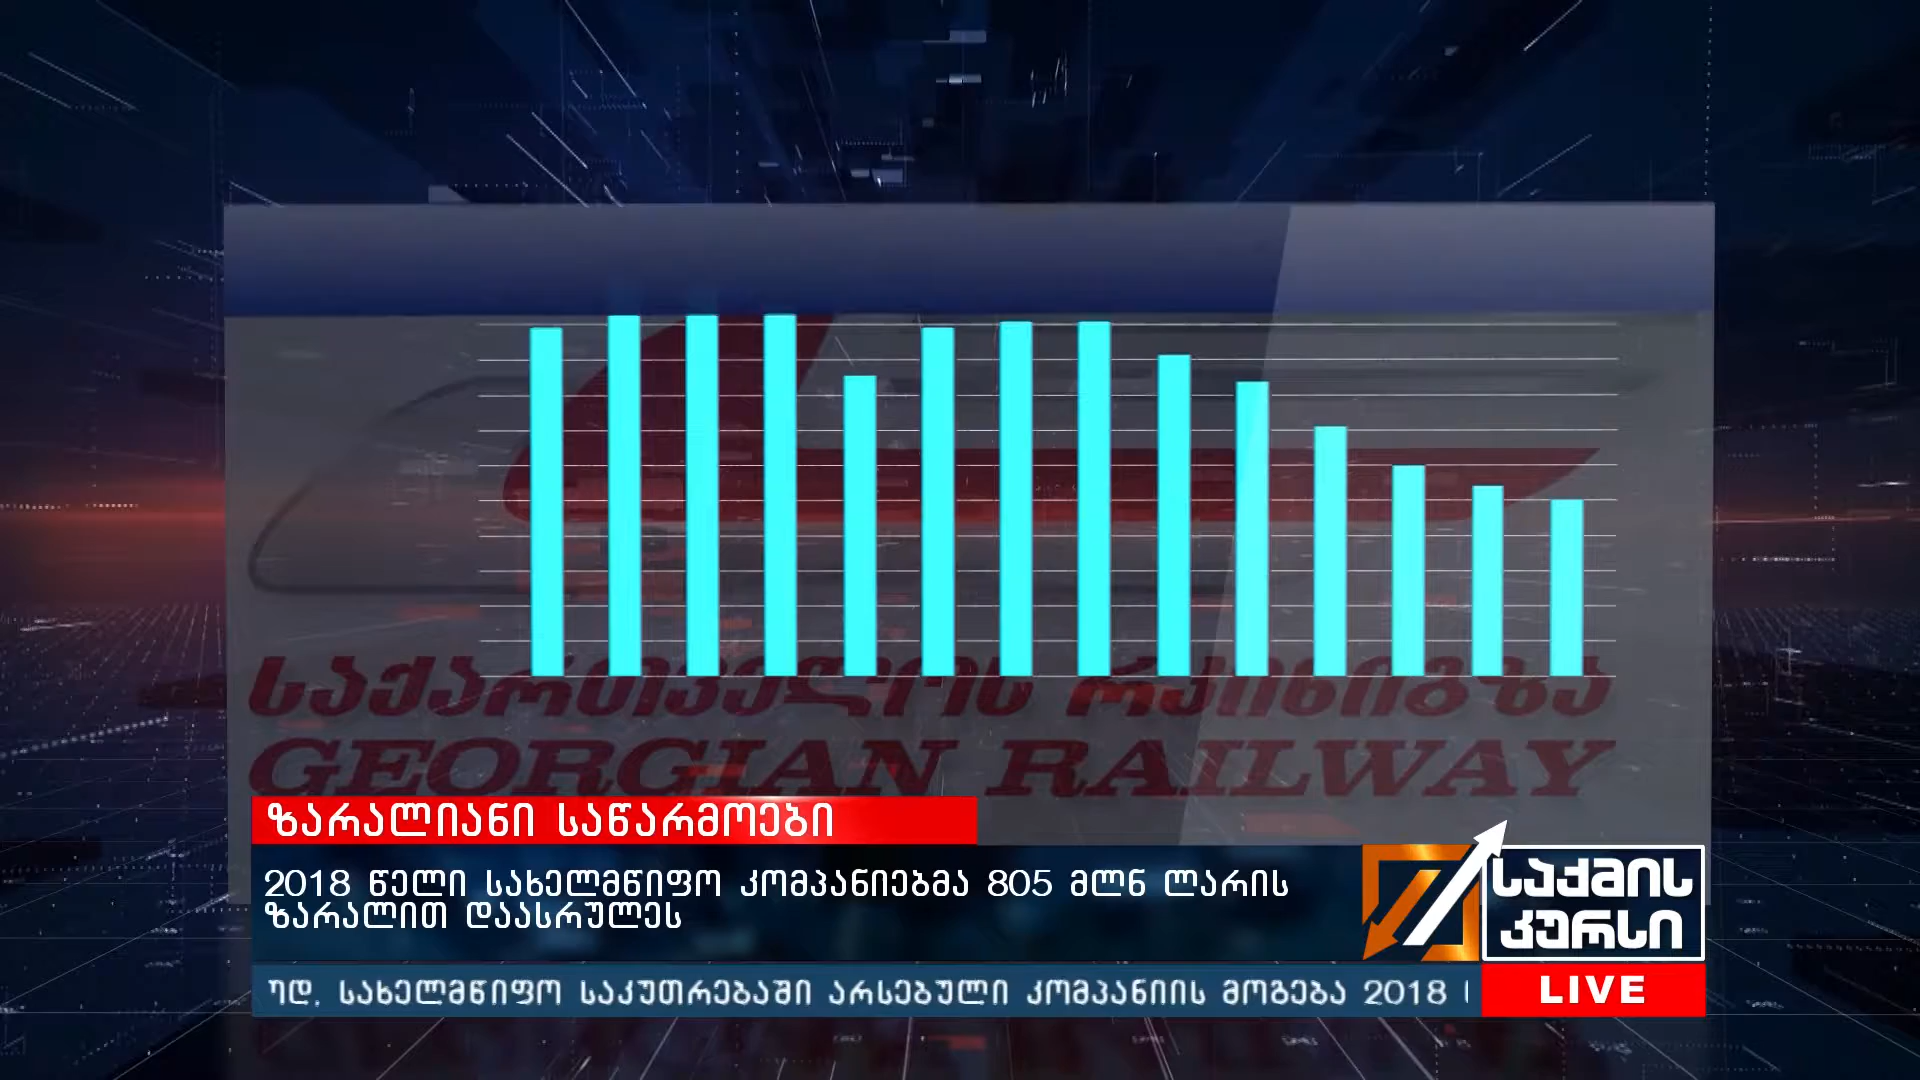 საქართველოს რკინიგზა
GEORGIAN RAILWAY
ზარალიანი საწარმოები
2018 წელი სახელმწიფო კომპანიებმა 805 მლნ ლარის
ზარალით დაასრულეს
საქმის
კურსი
უდ. სახელმწიფო საკუთრებაში არსებული კომპანიის მოგება 2018
LIVE